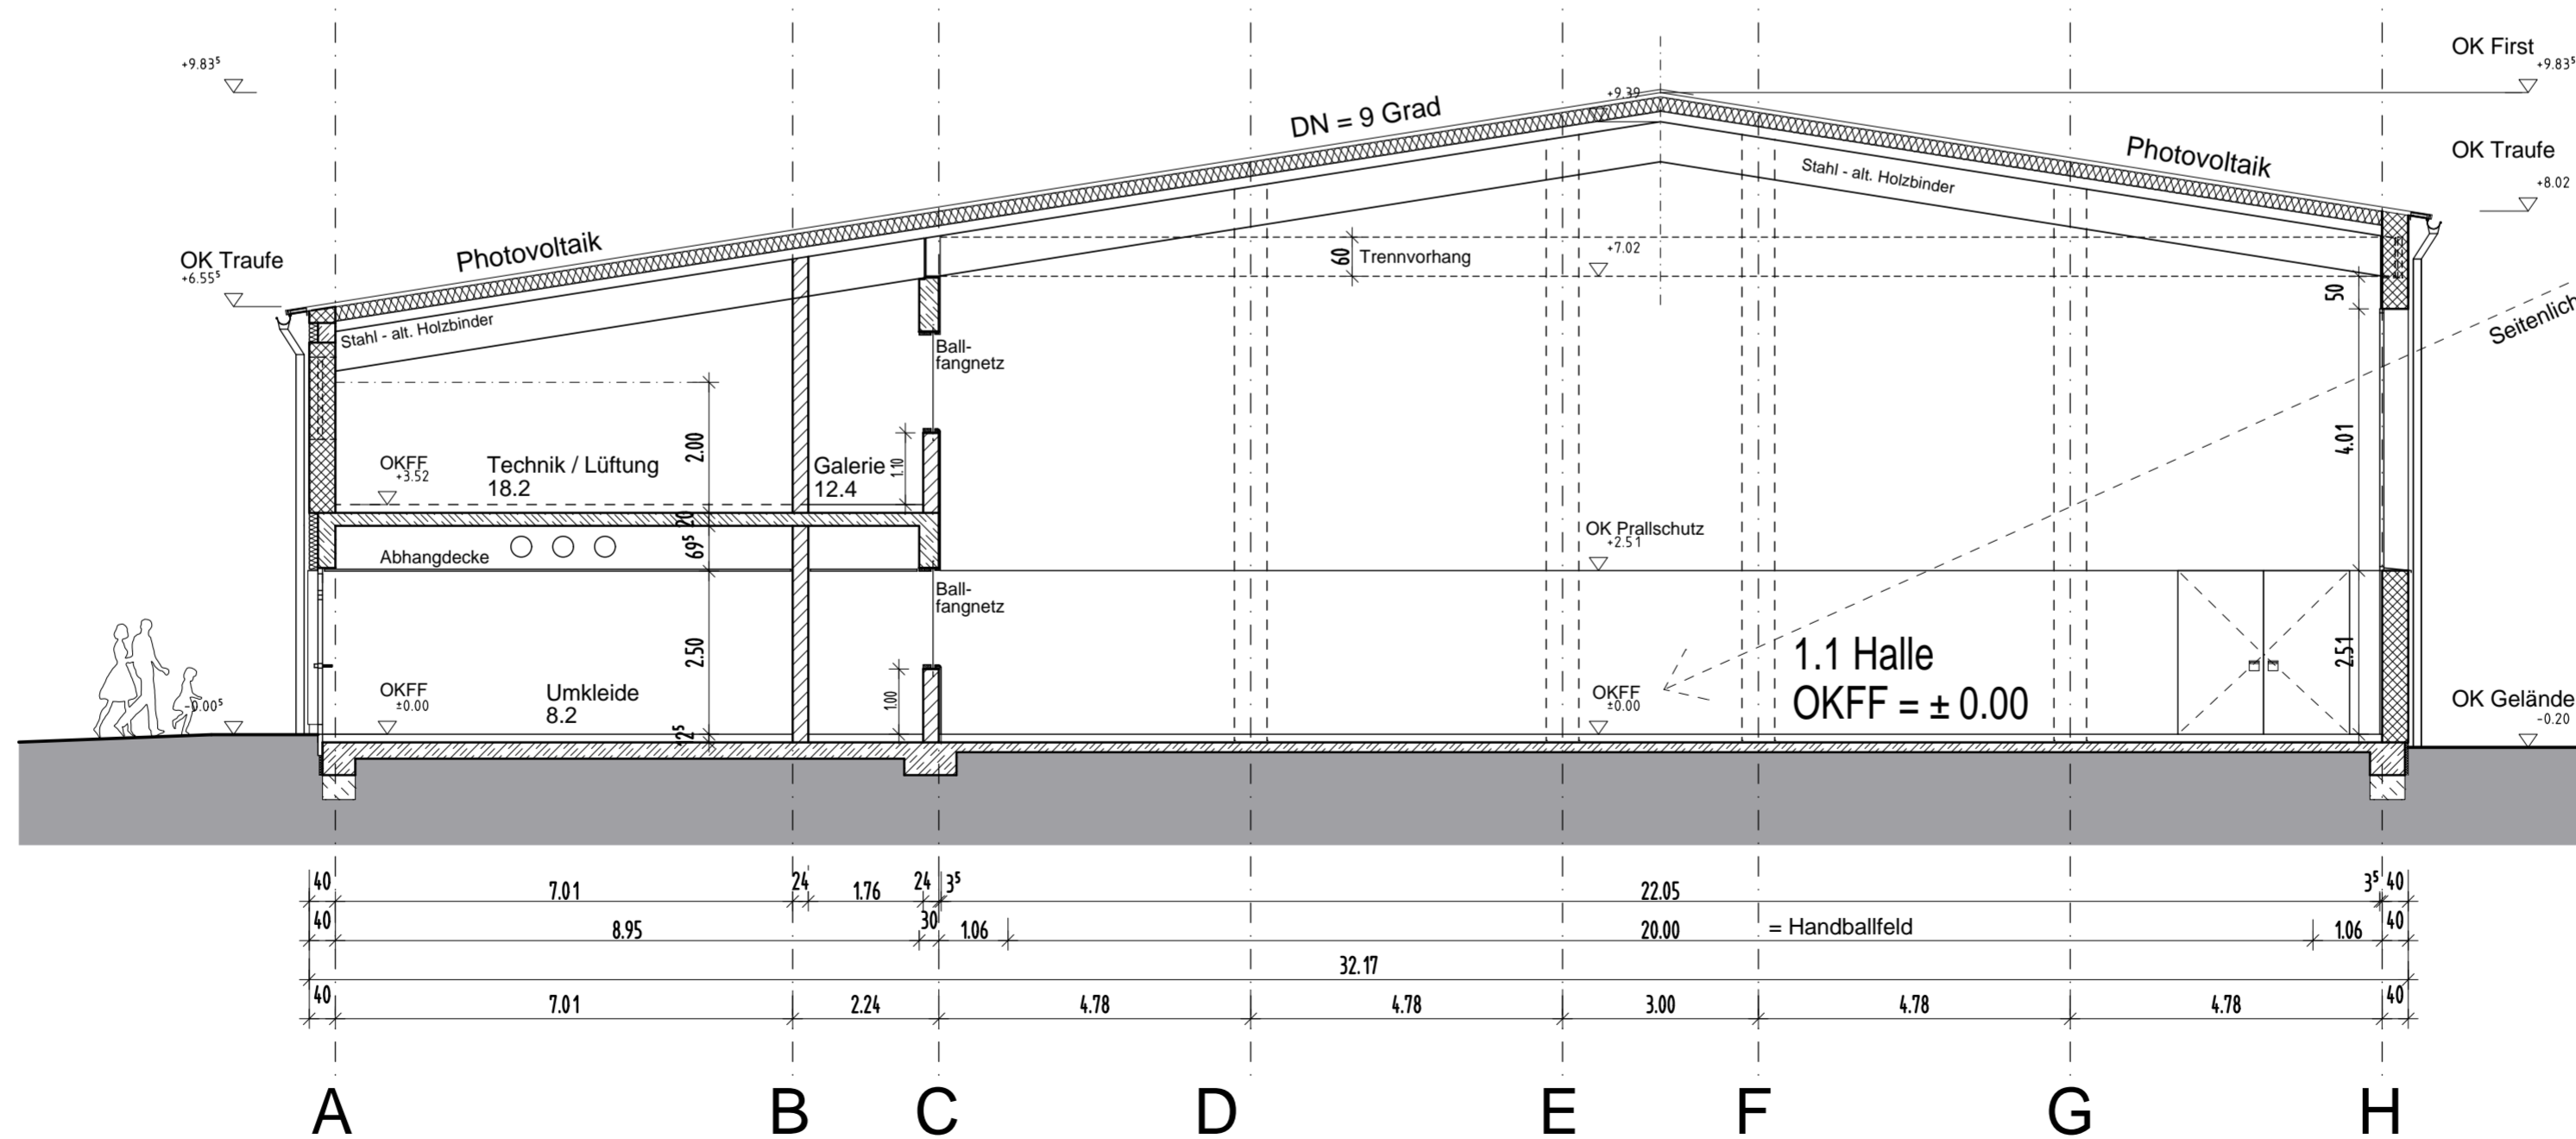 OK First
+9.83⁵
+9.83⁵
+9.39
DN = 9 Grad
Photovoltaik
OK Traufe
+8.02
Stahl - alt. Holzbinder
Photovoltaik
OK Traufe
+6.55⁵
+7.02
60
Trennvorhang
50
Seitenlich
Stahl - alt. Holzbinder
Ball-
fangnetz
2.00
4.01
OKFF
+3.52
Technik / Lüftung
18.2
Galerie
12.4
1.10
20
OK Prallschutz
+2.51
69⁵
Abhangdecke
Ball-
fangnetz
2.50
2.51
1.1 Halle
OKFF = ± 0.00
OKFF
±0.00
Umkleide
8.2
1.00
OKFF
±0.00
-0.00⁵
OK Gelände
-0.20
40
7.01
24
1.76
24
3⁵
22.05
3⁵
40
40
8.95
30
1.06
20.00
= Handballfeld
1.06
40
32.17
40
7.01
2.24
4.78
4.78
3.00
4.78
4.78
40
A B C D E F G H